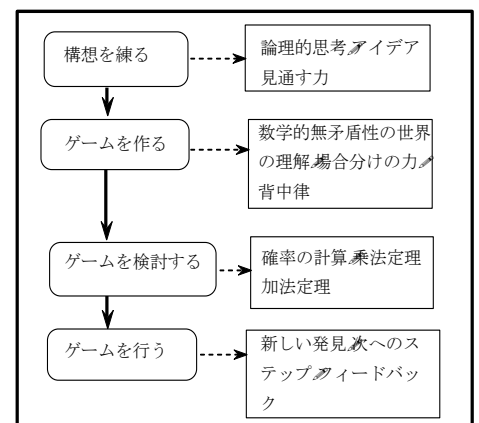 構想を練る
論理的思考 アイデア
見通す力
ゲームを作る
数学的無矛盾性の世界
の理解 場合分けの力
背中律
ゲームを検討する
確率の計算 乗法定理
加法定理
ゲームを行う
新しい発見 次へのス
テップ フィードバッ
ク